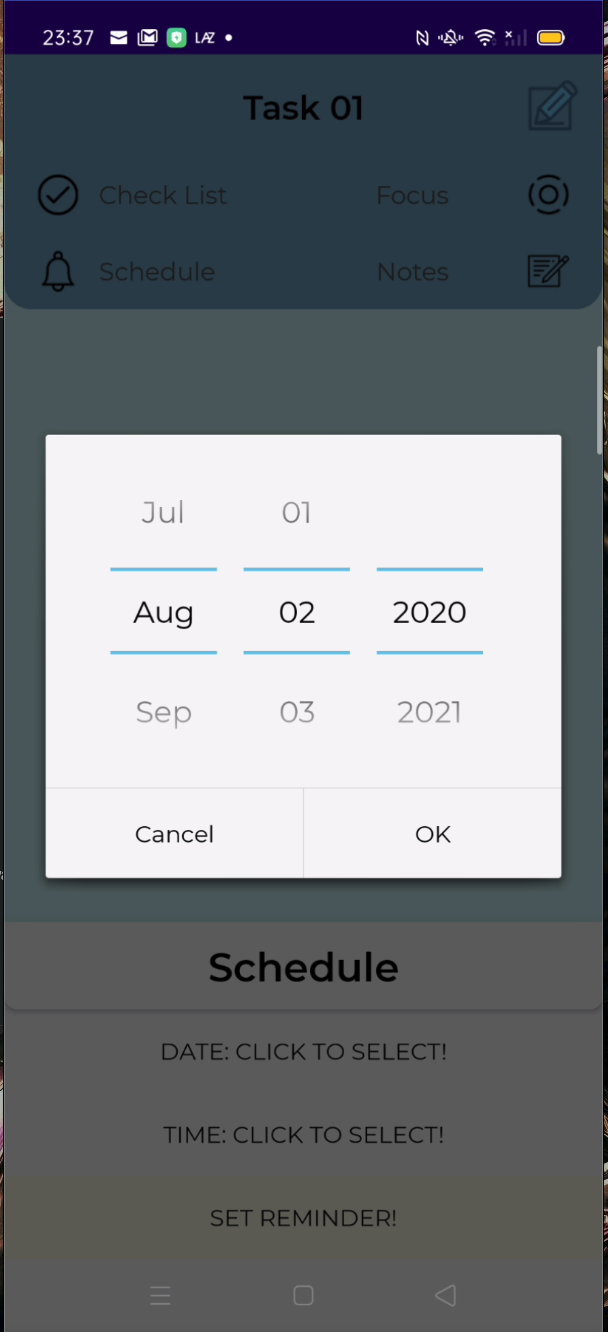 23:37 LAZ
Task 01
Check List Focus
Schedule Notes
Jul 01
Aug 02 2020
Sep 03 2021
Cancel OK
Schedule
DATE: CLICK TO SELECT!
TIME: CLICK TO SELECT!
SET REMINDER!